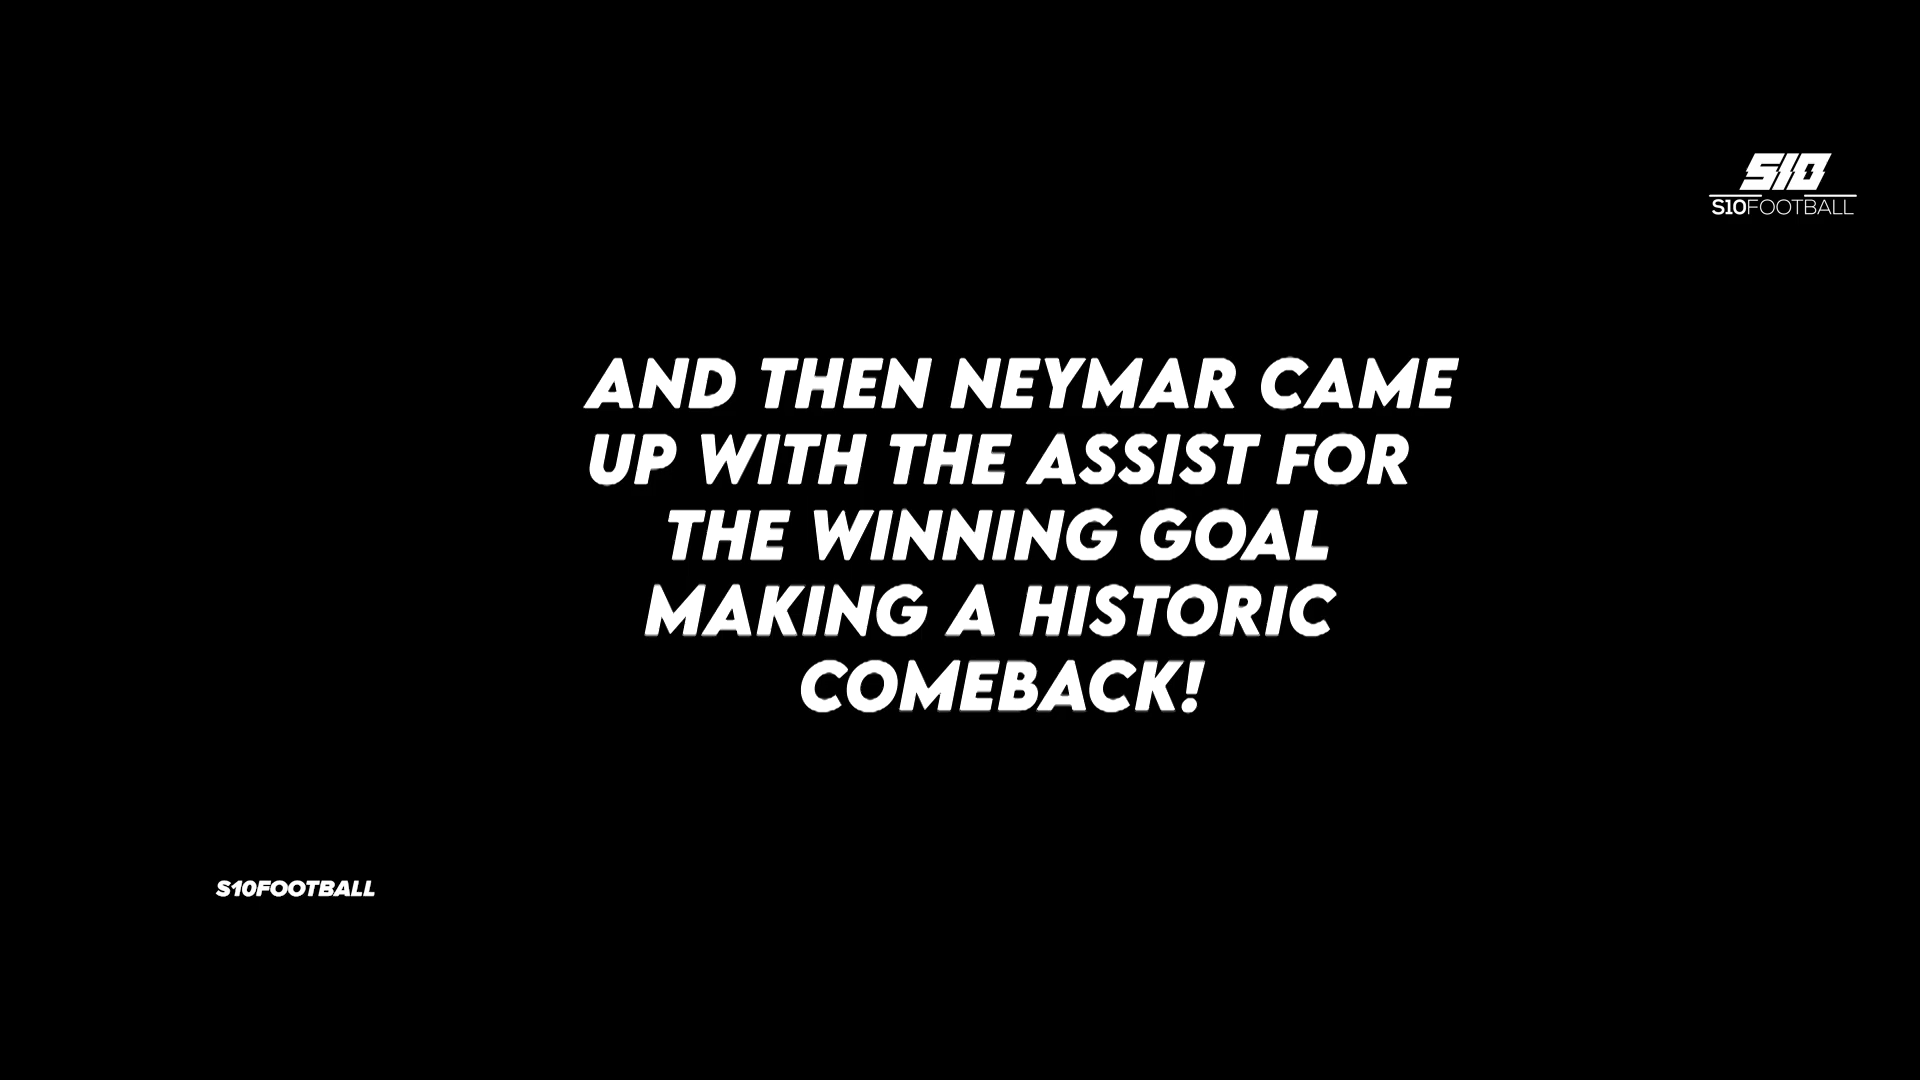 S10
S10FOOTBALL
AND THEN NEYMAR CAME
UP WITH THE ASSIST FOR
THE WINNING GOAL
MAKING A HISTORIC
COMEBACK!
S10FOOTBALL